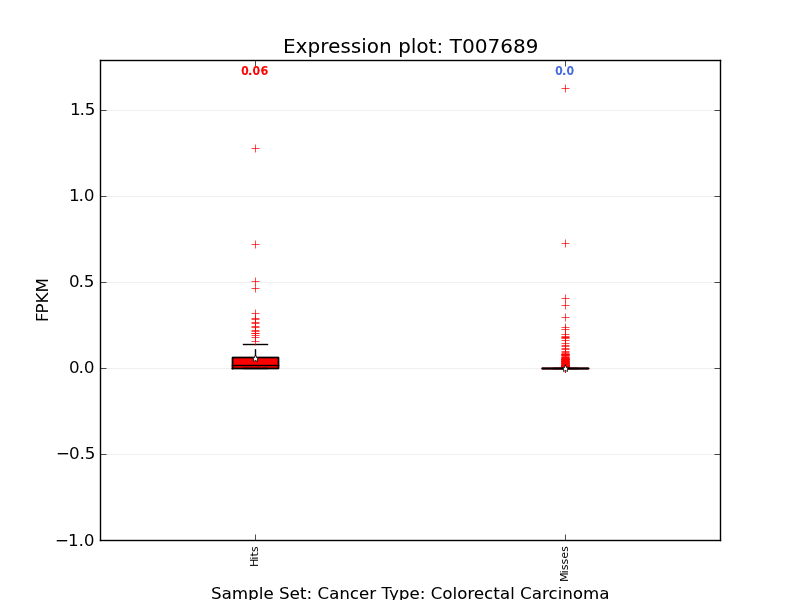 Expression plot: T007689
0.06 0.0
1.5
1.0
0.5
0.0
−0.5
−1.0
FPKM
Hits Misses
Sample Set: Cancer Type: Colorectal Carcinoma